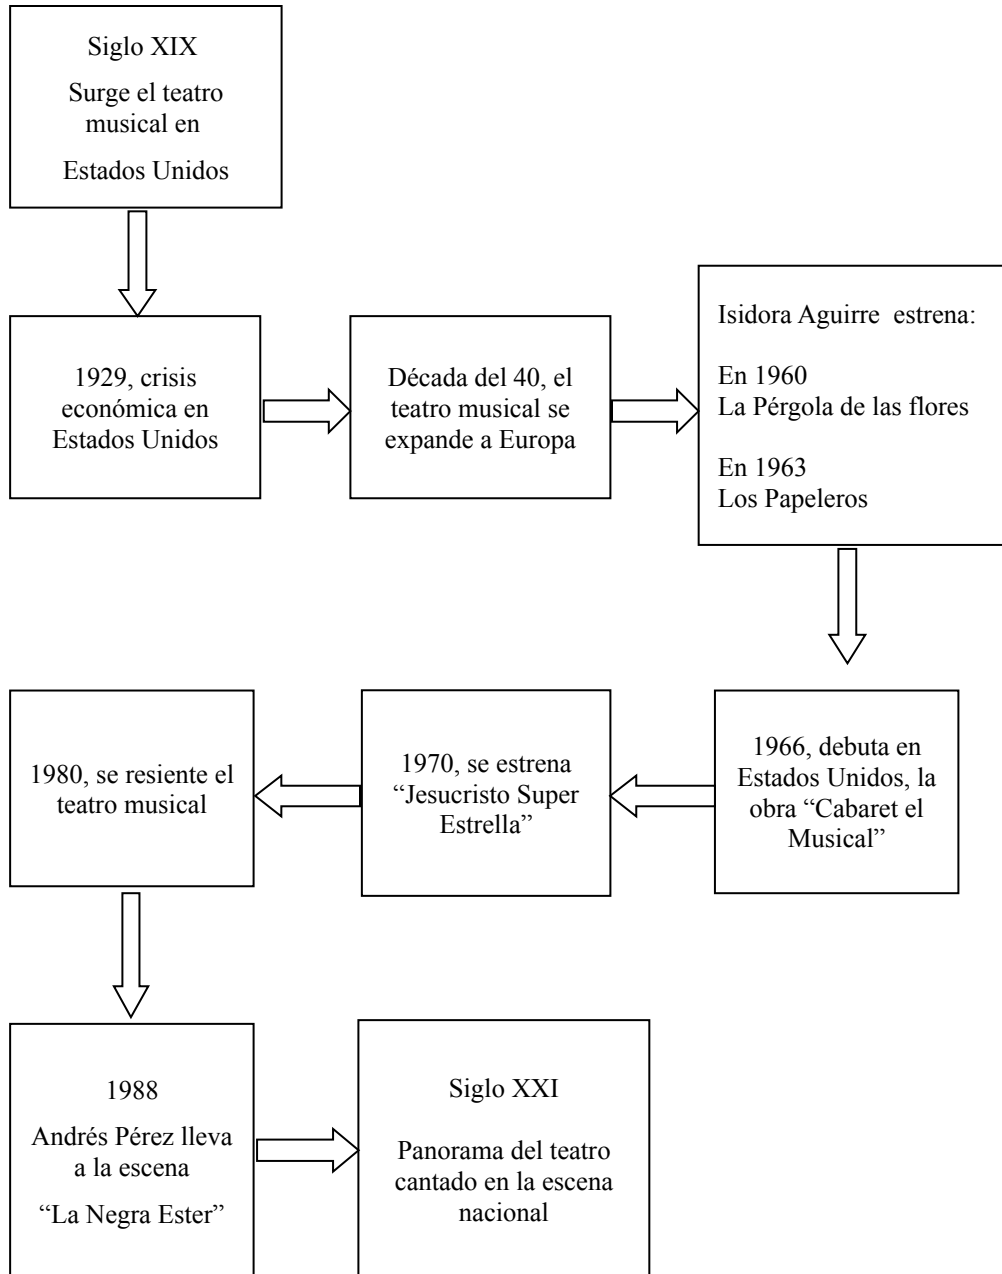 Siglo XIX
Surge el teatro
musical en
Estados Unidos
1929, crisis
económica en
Estados Unidos
Década del 40, el
teatro musical se
expande a Europa
Isidora Aguirre estrena:
En 1960
La Pérgola de las flores
En 1963
Los Papeleros
1966, debuta en
Estados Unidos, la
obra “Cabaret el
Musical”
1970, se estrena
“Jesucristo Super
Estrella”
1980, se resiente el
teatro musical
1988
Andrés Pérez lleva
a la escena
“La Negra Ester”
Siglo XXI
Panorama del teatro
cantado en la escena
nacional